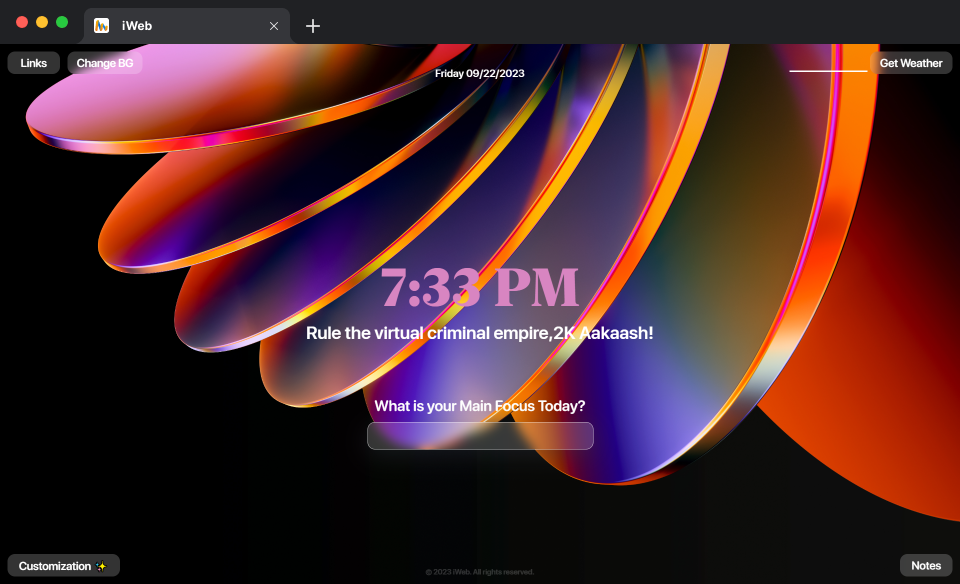 iWeb
Links
Change BG
Friday 09/22/2023
Get Weather
7:33 PM
Rule the virtual criminal empire,2K Aakaash!
What is your Main Focus Today?
Customization ✨
© 2023 iWeb. All rights reserved.
Notes